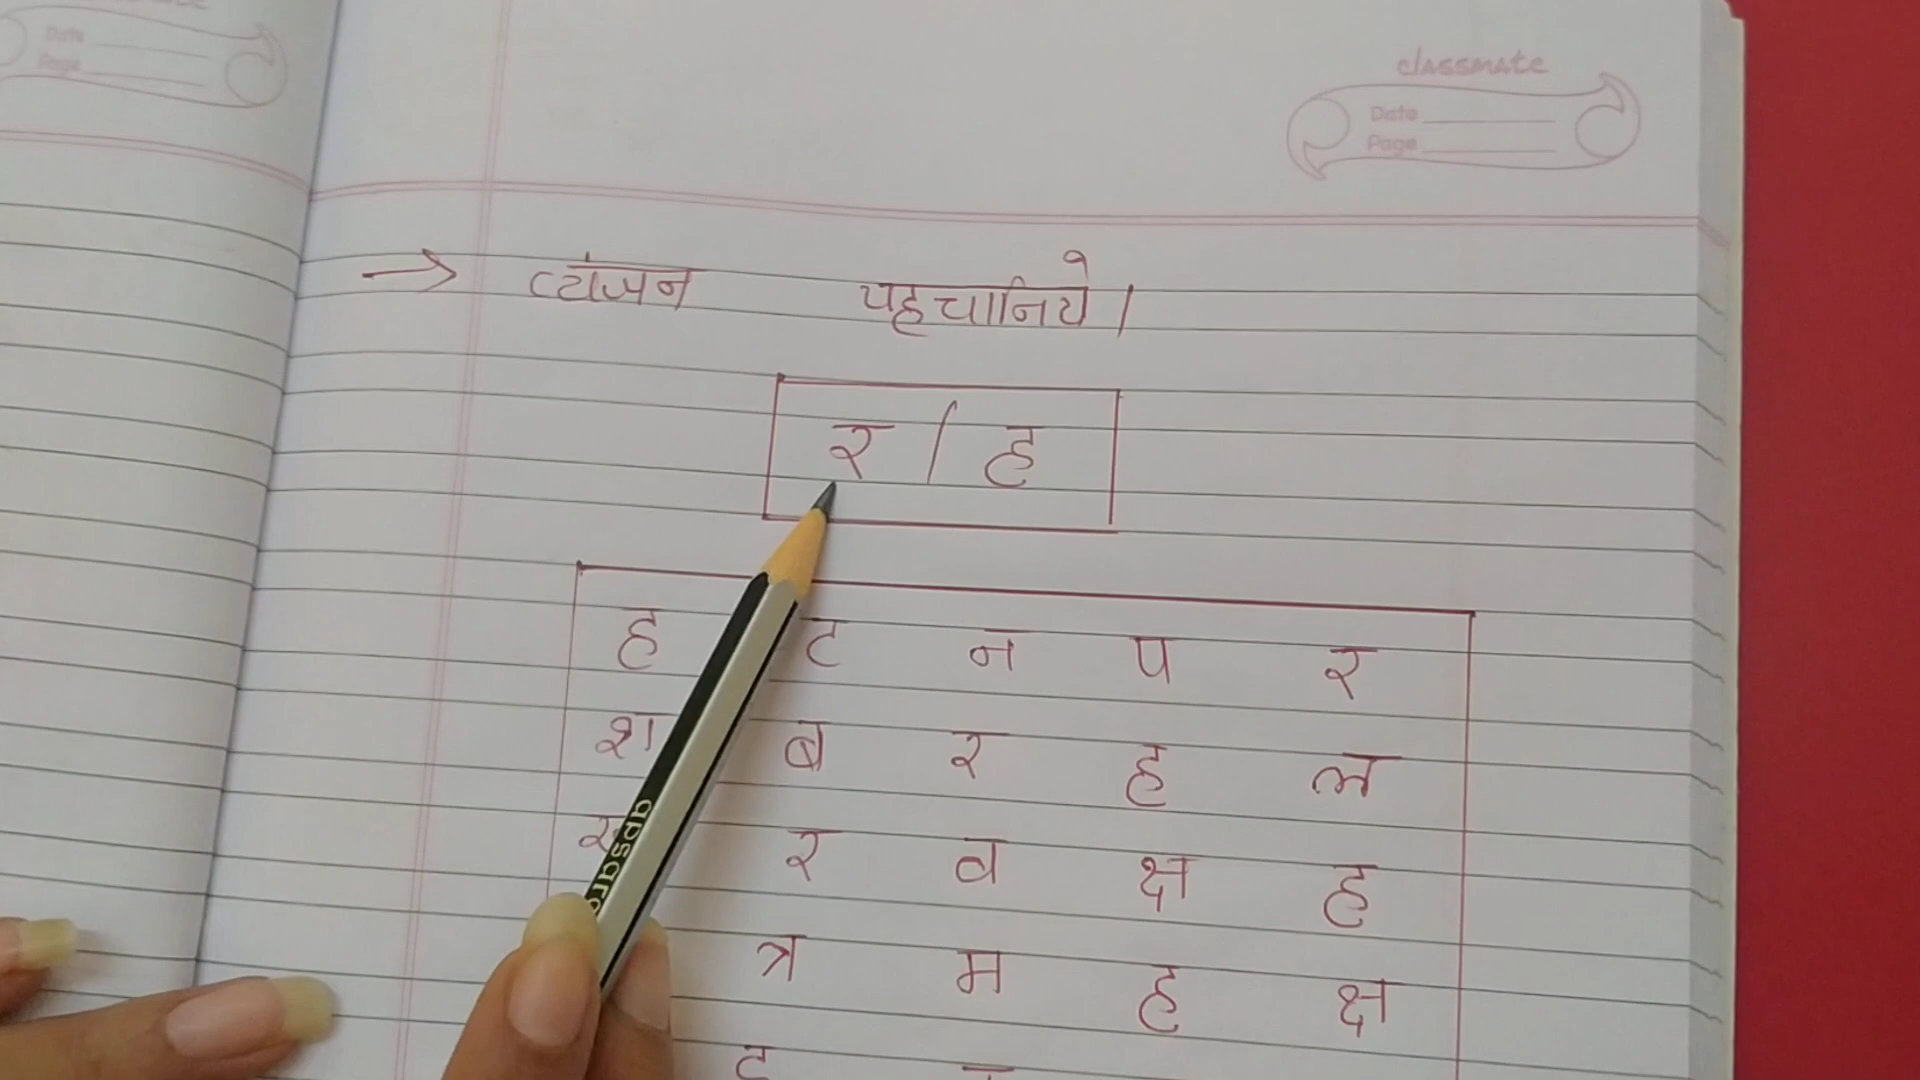 classmate
Date
Page
Date
Page
→ व्यंजन पहचानिये।
र / ह
ह ट न प र
श ब र ह ल
र व क्ष ह
त्र म ह क्ष
apsara